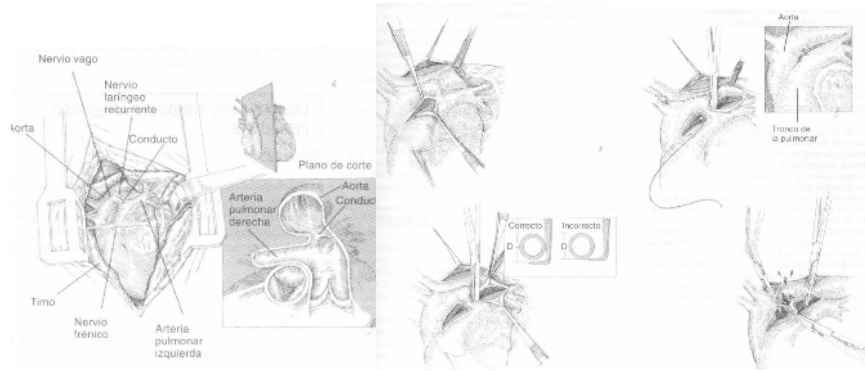 Nervio vago
Nervio
laríngeo
recurrente
Aorta
Conducto
Plano de corte
Arteria
pulmonar
derecha
Aorta
Conduct
Timo
Nervio
frénico
Arteria
pulmonar
izquierda
Aorta
Tronco de
la pulmonar
Correcto
Incorrecto
D
D